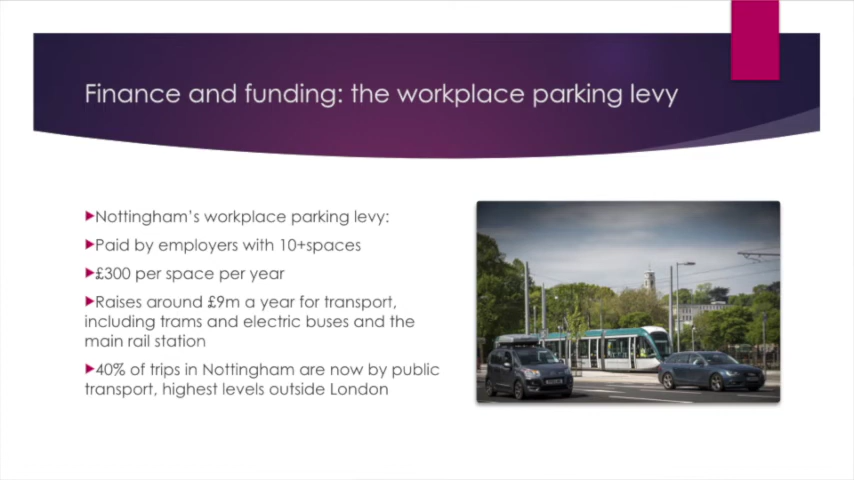 Finance and funding: the workplace parking levy
▶Nottingham's workplace parking levy:
▶Paid by employers with 10+spaces
▶£300 per space per year
▶Raises around £9m a year for transport,
including trams and electric buses and the
main rail station
▶40% of trips in Nottingham are now by public
transport, highest levels outside London